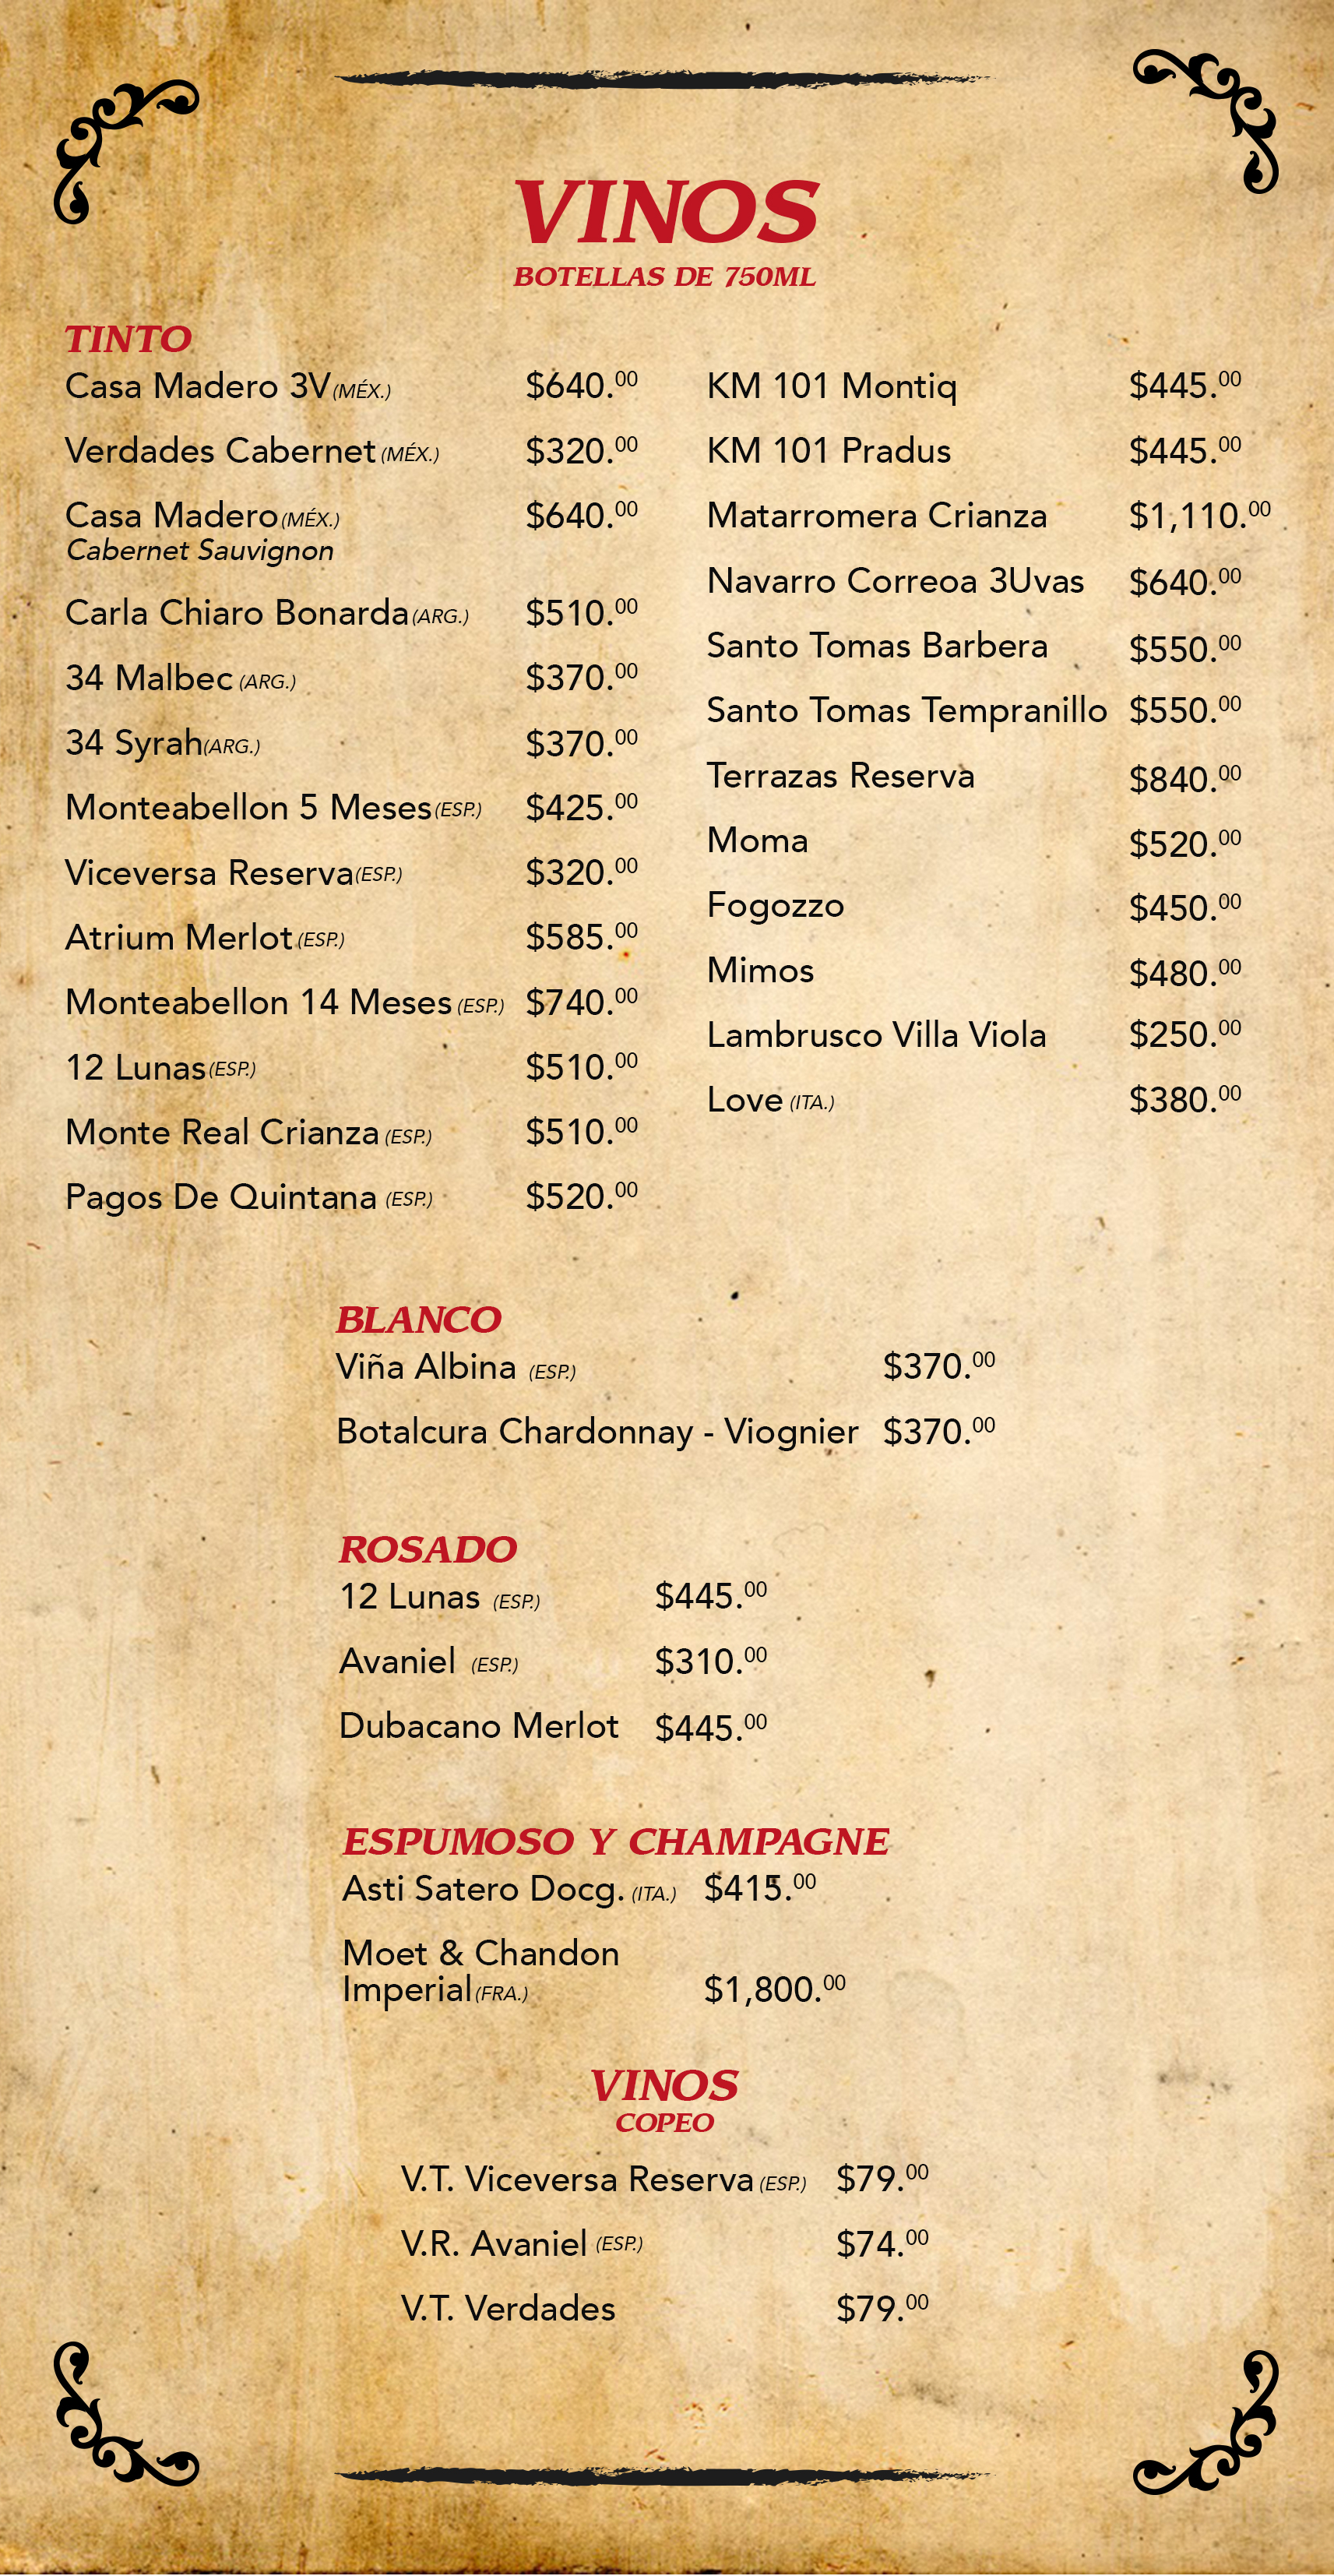 VINOS
BOTELLAS DE 750ML
TINTO
Casa Madero 3V (MÉX.) $640.00
Verdades Cabernet (MÉX.) $320.00
Casa Madero (MÉX.) $640.00
Cabernet Sauvignon
Carla Chiaro Bonarda (ARG.) $510.00
34 Malbec (ARG.) $370.00
34 Syrah (ARG.) $370.00
Monteabellon 5 Meses (ESP.) $425.00
Viceversa Reserva (ESP.) $320.00
Atrium Merlot (ESP.) $585.00
Monteabellon 14 Meses (ESP.) $740.00
12 Lunas (ESP.) $510.00
Monte Real Crianza (ESP.) $510.00
Pagos De Quintana (ESP.) $520.00
KM 101 Montiq $445.00
KM 101 Pradus $445.00
Matarromera Crianza $1,110.00
Navarro Correoa 3Uvas $640.00
Santo Tomas Barbera $550.00
Santo Tomas Tempranillo $550.00
Terrazas Reserva $840.00
Moma $520.00
Fogozzo $450.00
Mimos $480.00
Lambrusco Villa Viola $250.00
Love (ITA.) $380.00
BLANCO
Viña Albina (ESP.) $370.00
Botalcura Chardonnay - Viognier $370.00
ROSADO
12 Lunas (ESP.) $445.00
Avaniel (ESP.) $310.00
Dubacano Merlot $445.00
ESPUMOSO Y CHAMPAGNE
Asti Satero Docg. (ITA.) $415.00
Moet & Chandon
Imperial (FRA.) $1,800.00
VINOS
COPEO
V.T. Viceversa Reserva (ESP.) $79.00
V.R. Avaniel (ESP.) $74.00
V.T. Verdades $79.00